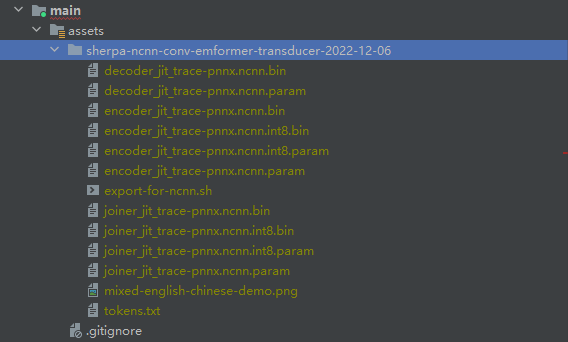 main
assets
sherpa-ncnn-conv-emformer-transducer-2022-12-06
decoder_jit_trace-pnnx.ncnn.bin
decoder_jit_trace-pnnx.ncnn.param
encoder_jit_trace-pnnx.ncnn.bin
encoder_jit_trace-pnnx.ncnn.int8.bin
encoder_jit_trace-pnnx.ncnn.int8.param
encoder_jit_trace-pnnx.ncnn.param
export-for-ncnn.sh
joiner_jit_trace-pnnx.ncnn.bin
joiner_jit_trace-pnnx.ncnn.int8.bin
joiner_jit_trace-pnnx.ncnn.int8.param
joiner_jit_trace-pnnx.ncnn.param
mixed-english-chinese-demo.png
tokens.txt
.gitignore